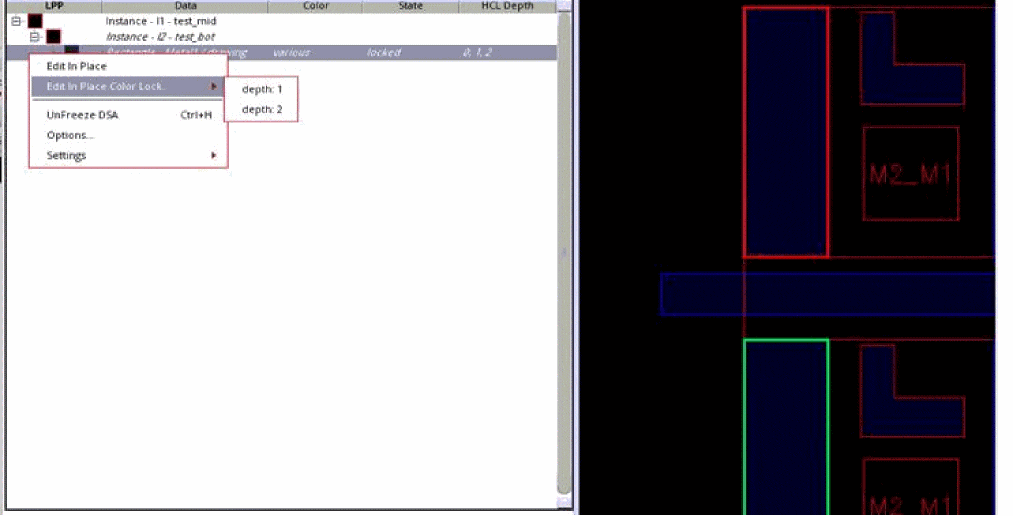 LPP Data Color State HCL Depth
Instance - I1 - test_mid
Instance - I2 - test_bot
Rectangle - Metal1 / drawing various locked 0, 1, 2
Edit In Place
Edit In Place Color Lock.
depth: 1
depth: 2
UnFreeze DSA Ctrl+H
Options...
Settings
M2_M1
M2_M1